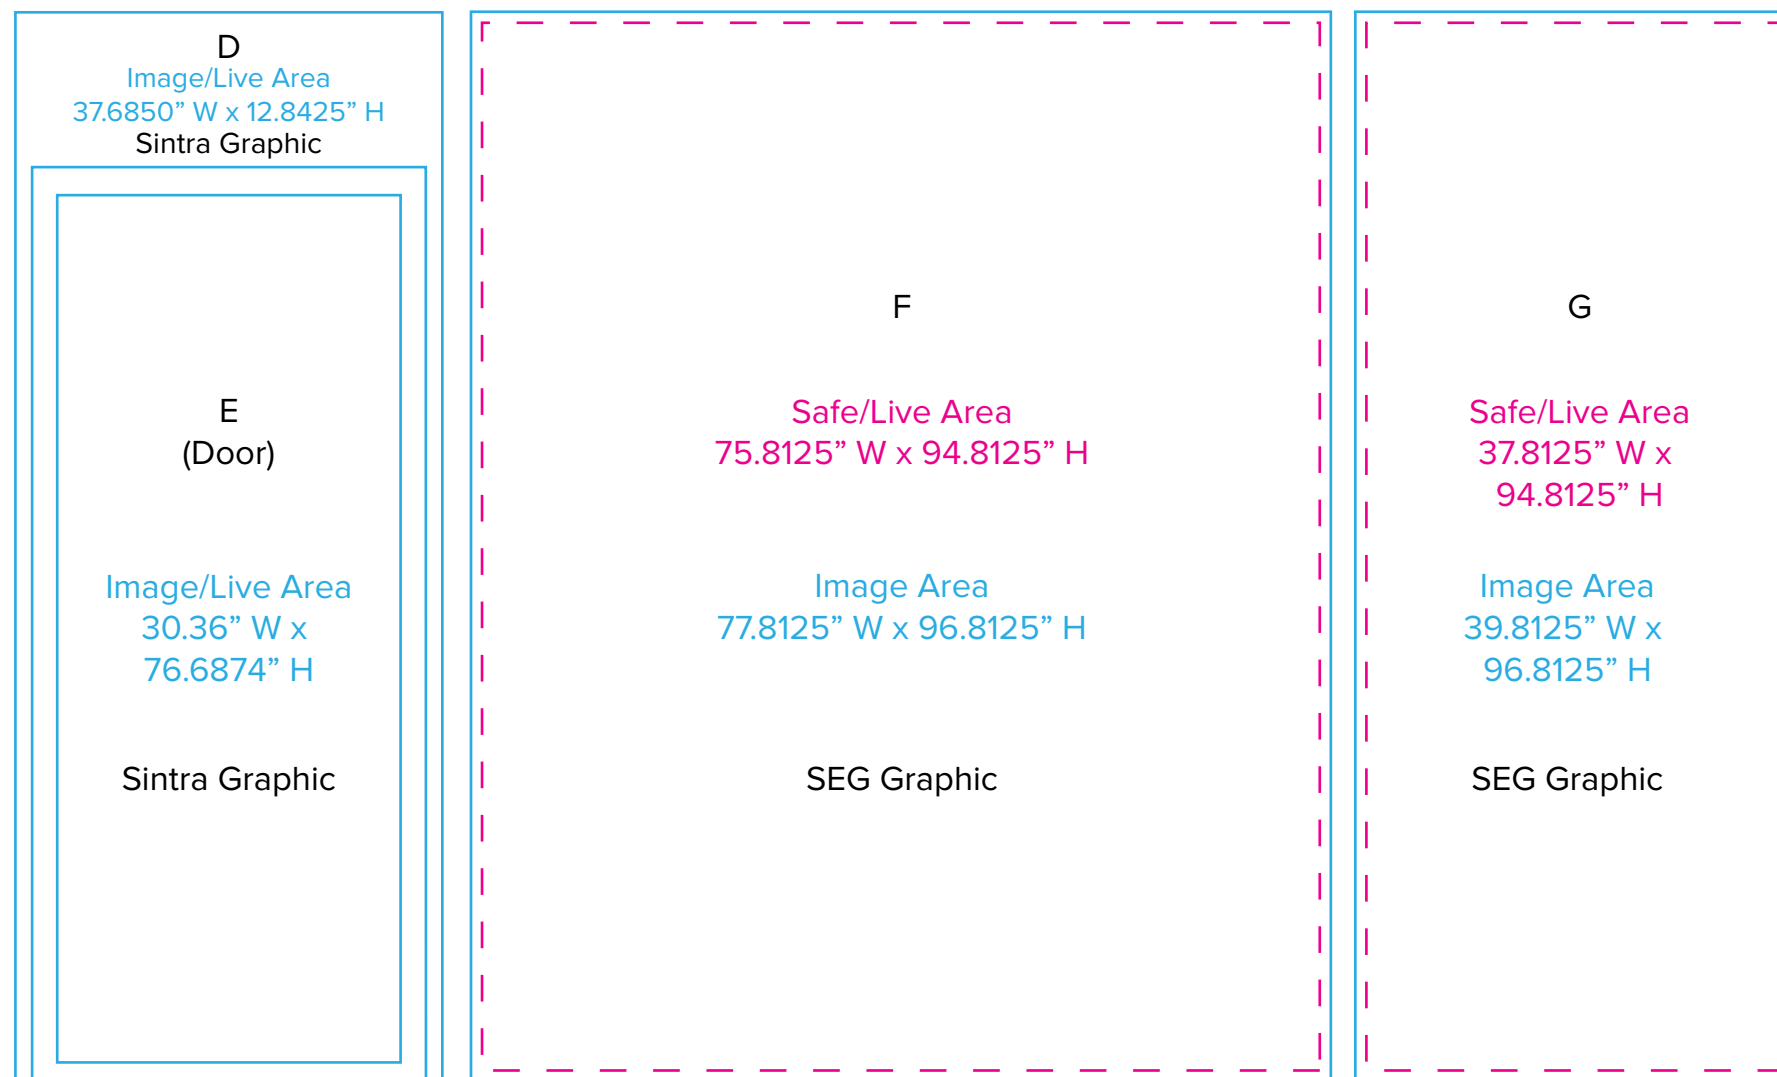 D
Image/Live Area
37.6850” W x 12.8425” H
Sintra Graphic
E
(Door)
Image/Live Area
30.36” W x
76.6874” H
Sintra Graphic
F
Safe/Live Area
75.8125” W x 94.8125” H
Image Area
77.8125” W x 96.8125” H
SEG Graphic
G
Safe/Live Area
37.8125” W x
94.8125” H
Image Area
39.8125” W x
96.8125” H
SEG Graphic